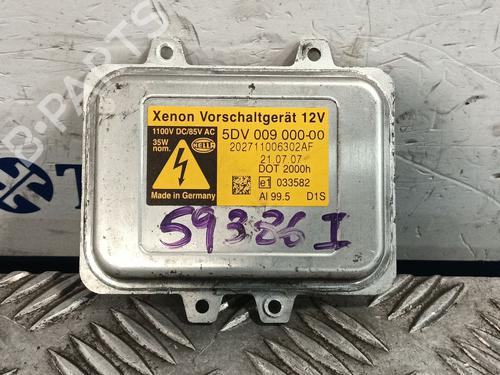 Xenon Vorschaltgerät 12V
1100V DC/85V AC
35W
nom.
HELLA
Made in Germany
5DV 009 000-00
202711006302AF
21.07.07
DOT 2000h
e1 033582
Al 99.5 D1S
59386 I